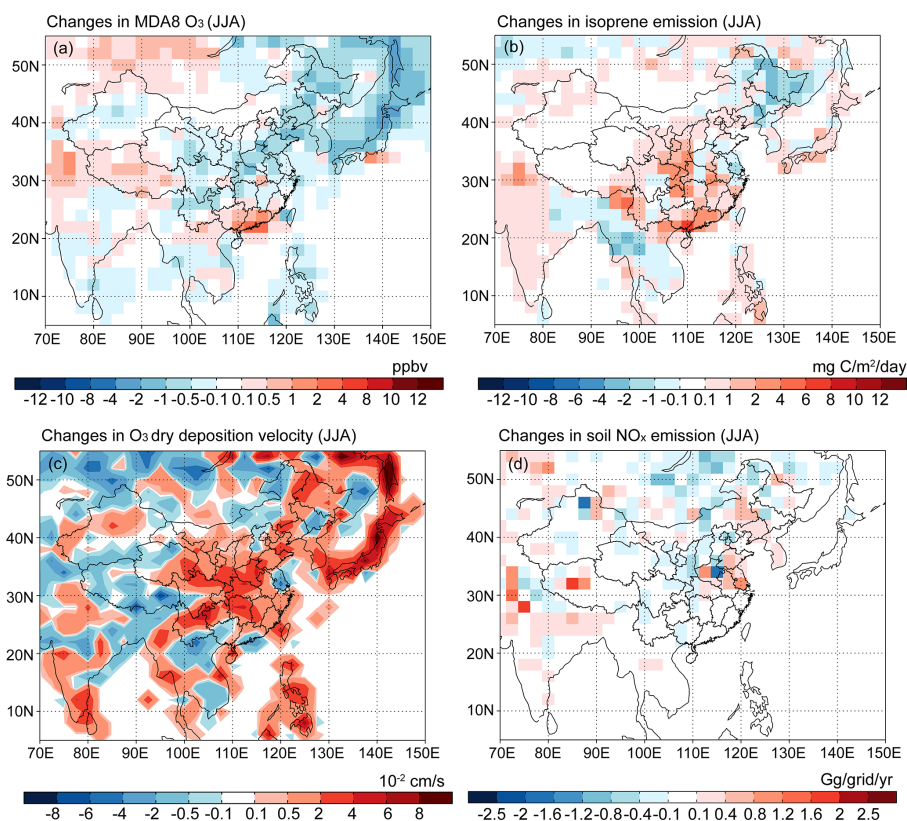 Changes in MDA8 O₃ (JJA)
(a)
50N
40N
30N
20N
10N
70E 80E 90E 100E 110E 120E 130E 140E 150E
ppbv
-12 -10 -8 -4 -2 -1 -0.5 -0.1 0.1 0.5 1 2 4 8 10 12
Changes in isoprene emission (JJA)
(b)
50N
40N
30N
20N
10N
70E 80E 90E 100E 110E 120E 130E 140E 150E
mg C/m²/day
-12 -10 -8 -6 -4 -2 -1 -0.1 0.1 1 2 4 6 8 10 12
Changes in O₃ dry deposition velocity (JJA)
(c)
50N
40N
30N
20N
10N
70E 80E 90E 100E 110E 120E 130E 140E 150E
10⁻² cm/s
-8 -6 -4 -2 -0.5 -0.1 0.1 0.5 2 4 6 8
Changes in soil NOₓ emission (JJA)
(d)
50N
40N
30N
20N
10N
70E 80E 90E 100E 110E 120E 130E 140E 150E
Gg/grid/yr
-2.5 -2 -1.6 -1.2 -0.4 -0.1 0.1 0.4 1.2 1.6 2 2.5